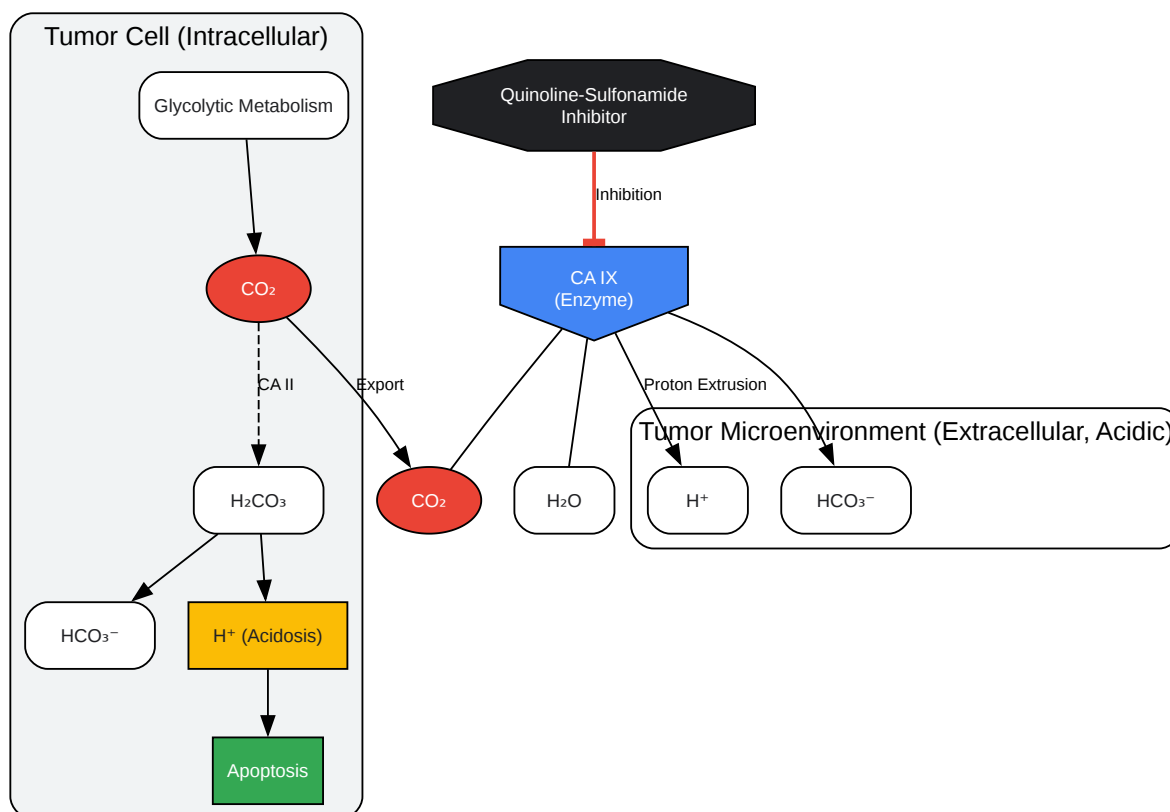 Tumor Cell (Intracellular)
Glycolytic Metabolism
Quinoline-Sulfonamide
Inhibitor
Inhibition
CO₂
CA IX
(Enzyme)
CA II
Export
Proton Extrusion
Tumor Microenvironment (Extracellular, Acidic)
H₂CO₃
CO₂
H₂O
H⁺
HCO₃⁻
HCO₃⁻
H⁺ (Acidosis)
Apoptosis